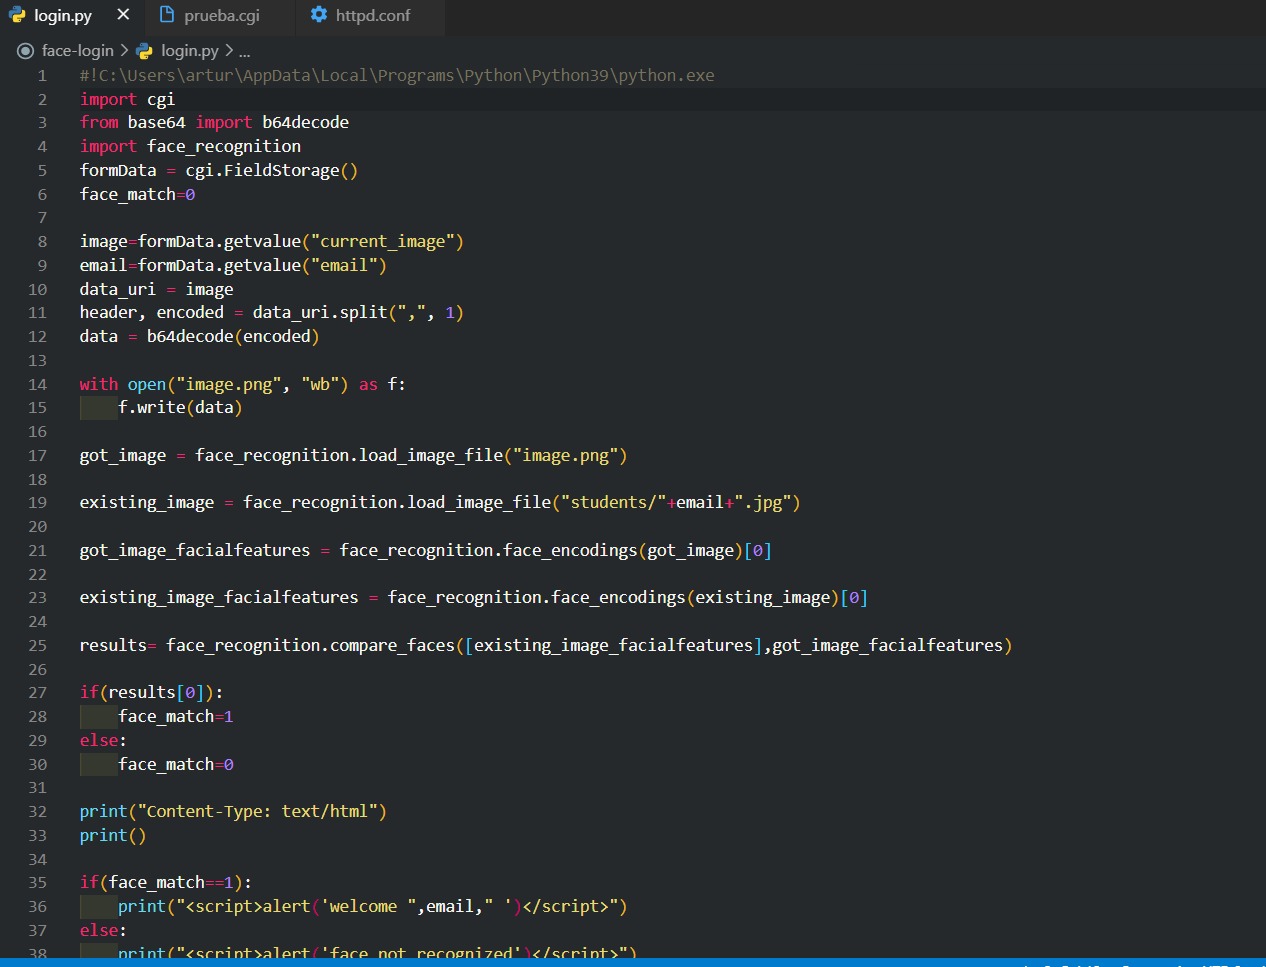 login.py × prueba.cgi httpd.conf
face-login > login.py > ...
1 #!C:\Users\artur\AppData\Local\Programs\Python\Python39\python.exe
2 import cgi
3 from base64 import b64decode
4 import face_recognition
5 formData = cgi.FieldStorage()
6 face_match=0
7
8 image=formData.getvalue("current_image")
9 email=formData.getvalue("email")
10 data_uri = image
11 header, encoded = data_uri.split(",", 1)
12 data = b64decode(encoded)
13
14 with open("image.png", "wb") as f:
15     f.write(data)
16
17 got_image = face_recognition.load_image_file("image.png")
18
19 existing_image = face_recognition.load_image_file("students/"+email+".jpg")
20
21 got_image_facialfeatures = face_recognition.face_encodings(got_image)[0]
22
23 existing_image_facialfeatures = face_recognition.face_encodings(existing_image)[0]
24
25 results= face_recognition.compare_faces([existing_image_facialfeatures],got_image_facialfeatures)
26
27 if(results[0]):
28     face_match=1
29 else:
30     face_match=0
31
32 print("Content-Type: text/html")
33 print()
34
35 if(face_match==1):
36     print("<script>alert('welcome ",email," ')</script>")
37 else:
38     print("<script>alert('face not recognized')</script>")